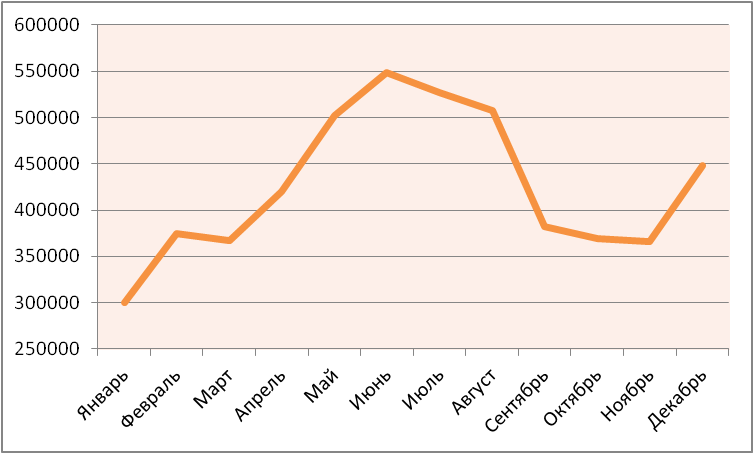 600000
550000
500000
450000
400000
350000
300000
250000
Январь
Февраль
Март
Апрель
Май
Июнь
Июль
Август
Сентябрь
Октябрь
Ноябрь
Декабрь